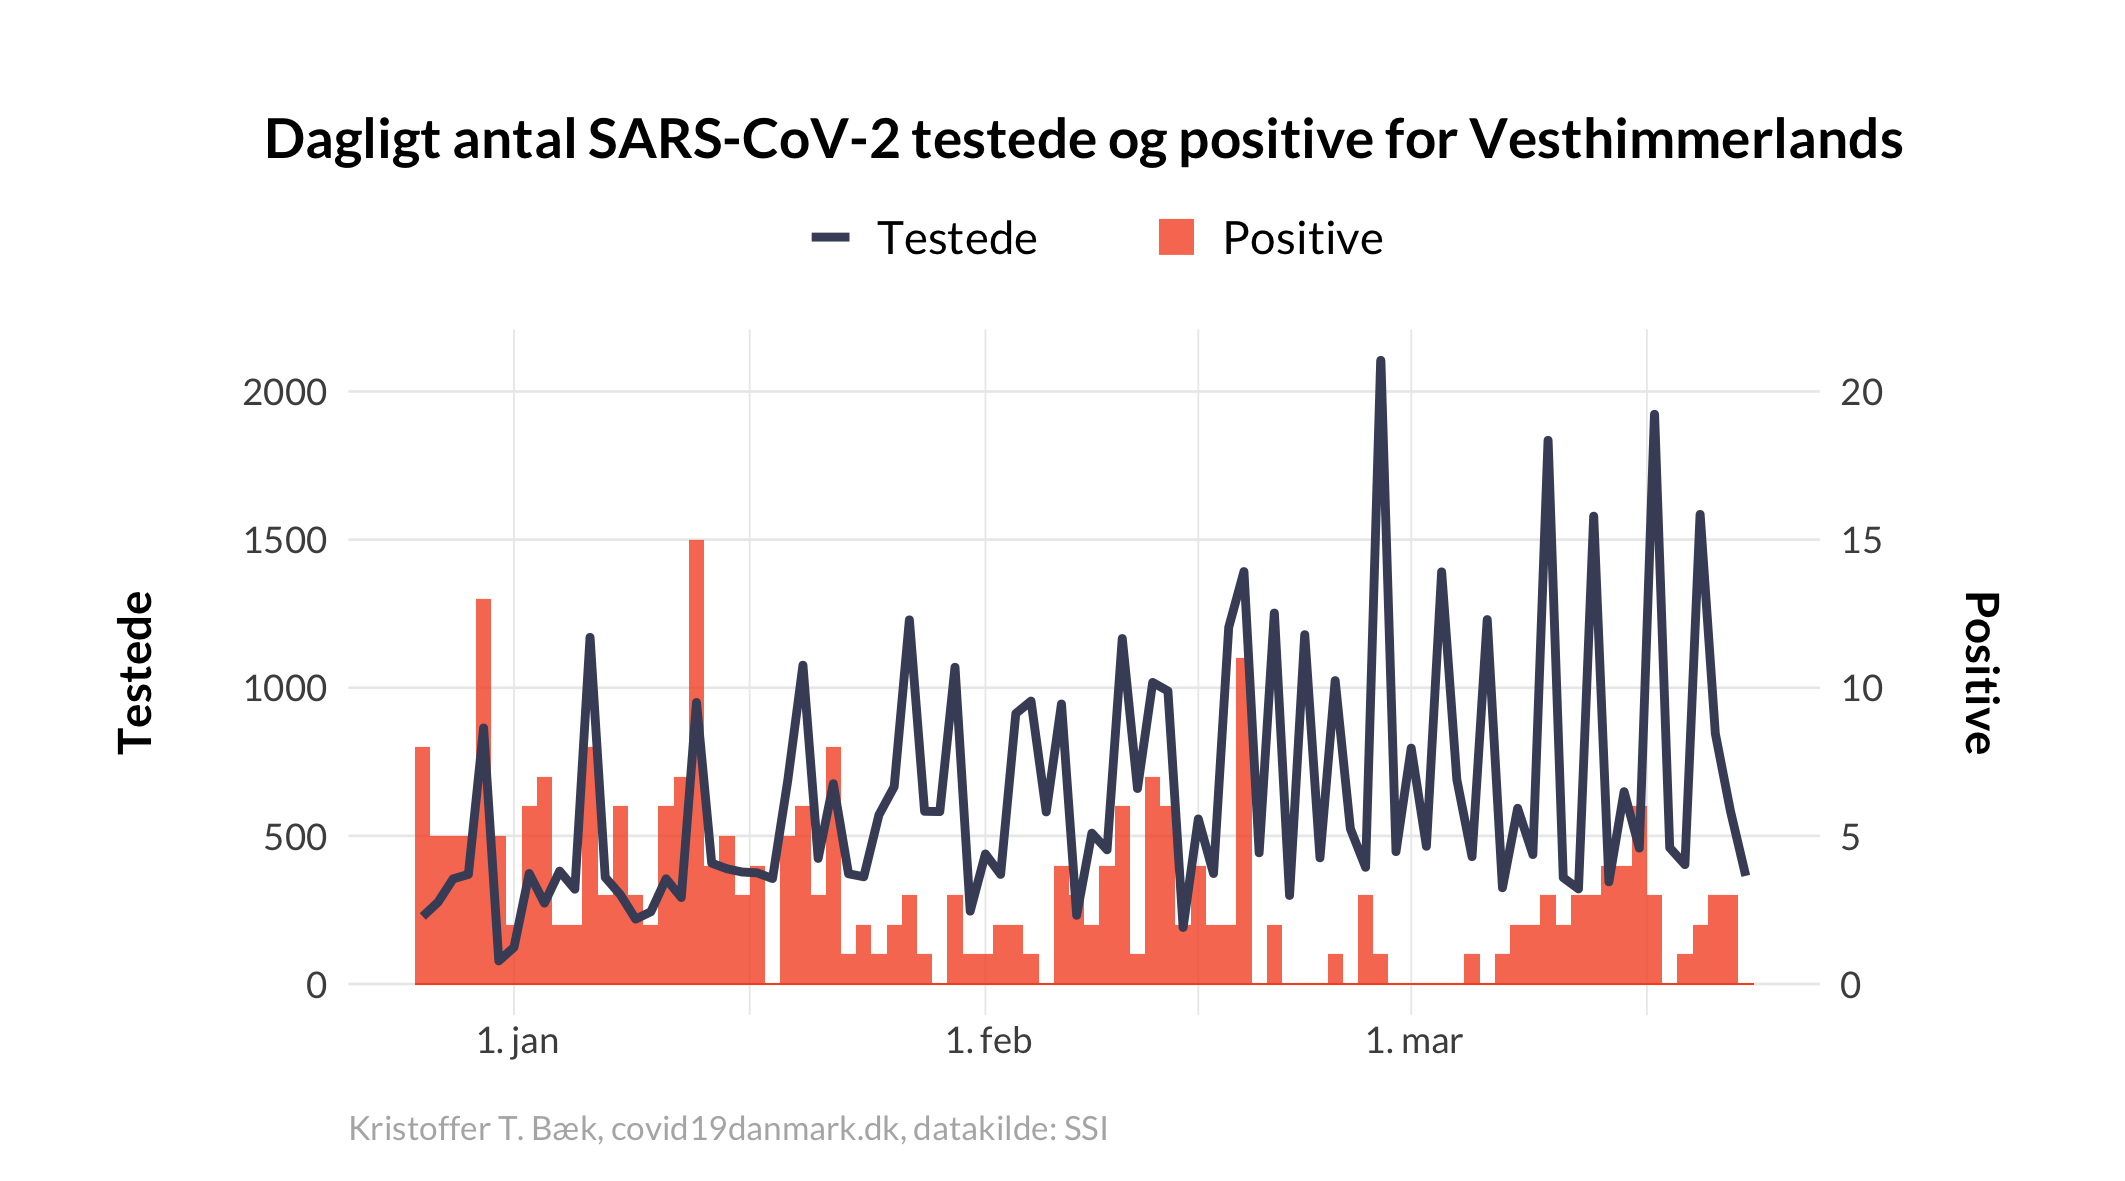 Dagligt antal SARS-CoV-2 testede og positive for Vesthimmerlands
Testede
Positive
2000
1500
1000
500
0
Testede
20
15
10
5
0
Positive
1. jan
1. feb
1. mar
Kristoffer T. Bæk, covid19danmark.dk, datakilde: SSI